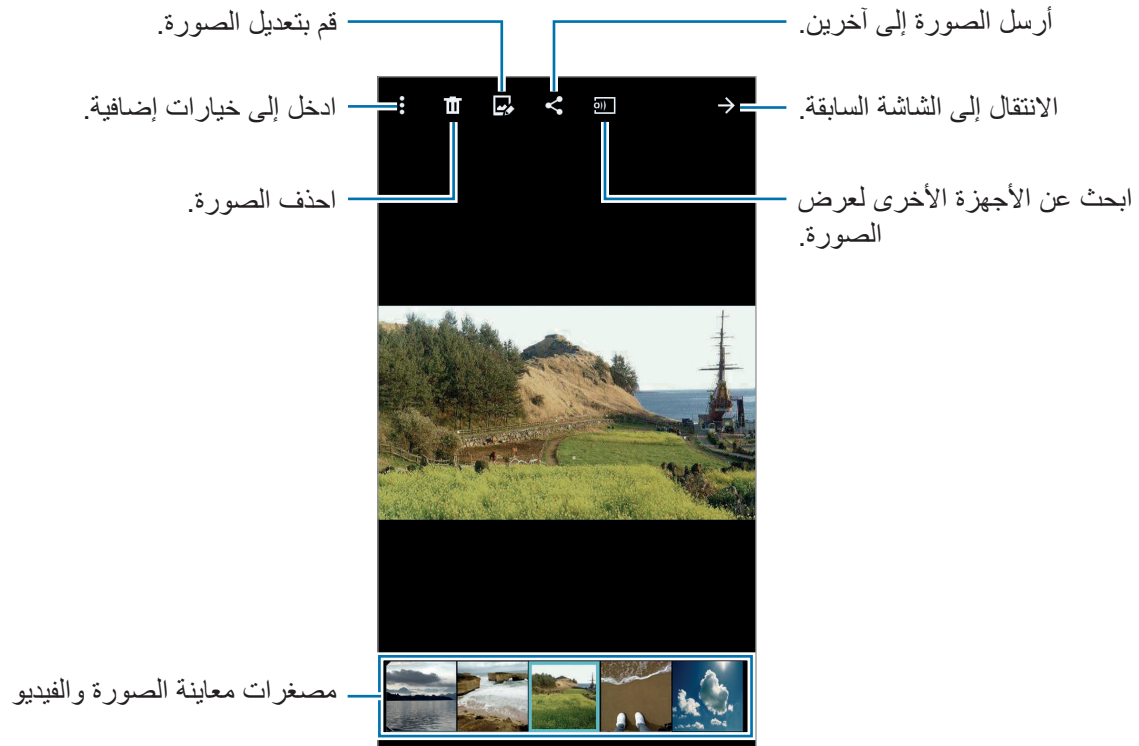 أرسل الصورة إلى آخرين.
قم بتعديل الصورة.
الانتقال إلى الشاشة السابقة.
ادخل إلى خيارات إضافية.
ابحث عن الأجهزة الأخرى لعرض
الصورة.
احذف الصورة.
مصغرات معاينة الصورة والفيديو